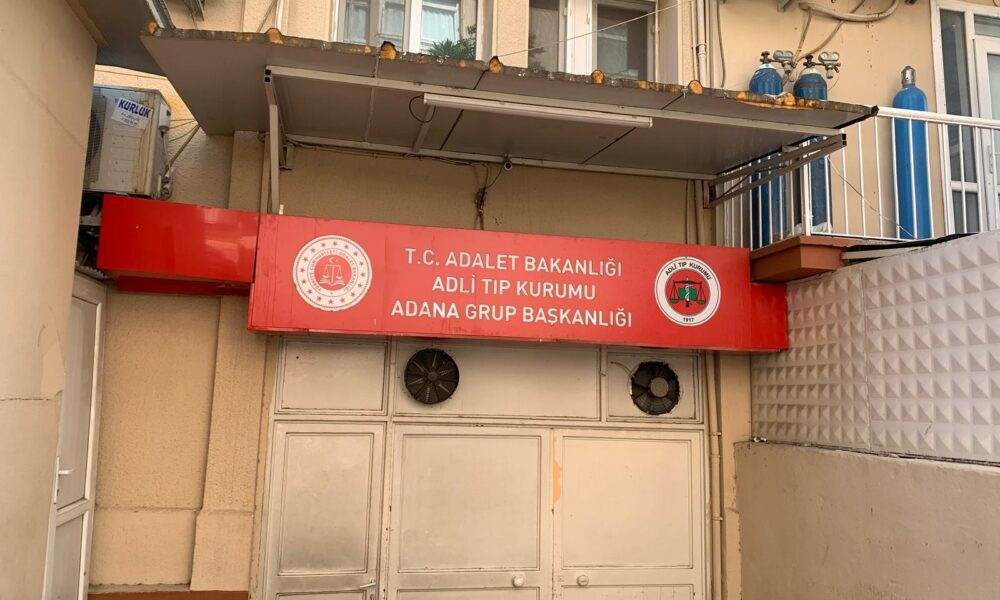 KURLUK
T.C. ADALET BAKANLIĞI
ADLİ TIP KURUMU
ADANA GRUP BAŞKANLIĞI
ADLİ TIP KURUMU
1917